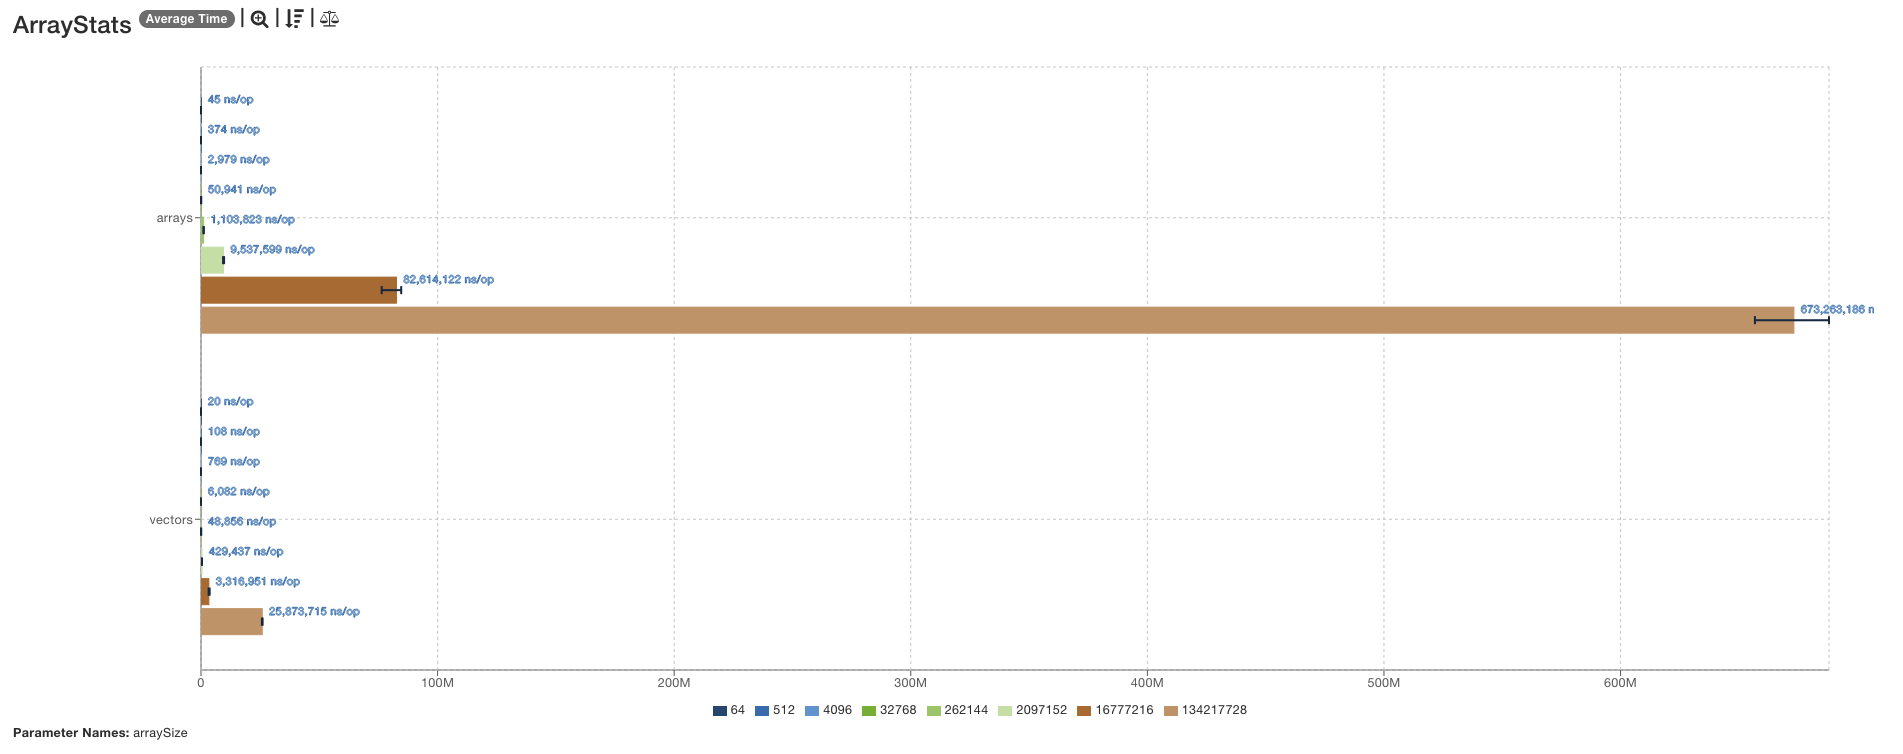 ArrayStats Average Time
45 ns/op
374 ns/op
2,979 ns/op
50,941 ns/op
arrays
1,103,823 ns/op
9,537,599 ns/op
82,614,122 ns/op
673,263,186 n
20 ns/op
108 ns/op
769 ns/op
6,082 ns/op
vectors
48,856 ns/op
429,437 ns/op
3,316,951 ns/op
25,873,715 ns/op
0 100M 200M 300M 400M 500M 600M
64 512 4096 32768 262144 2097152 16777216 134217728
Parameter Names: arraySize